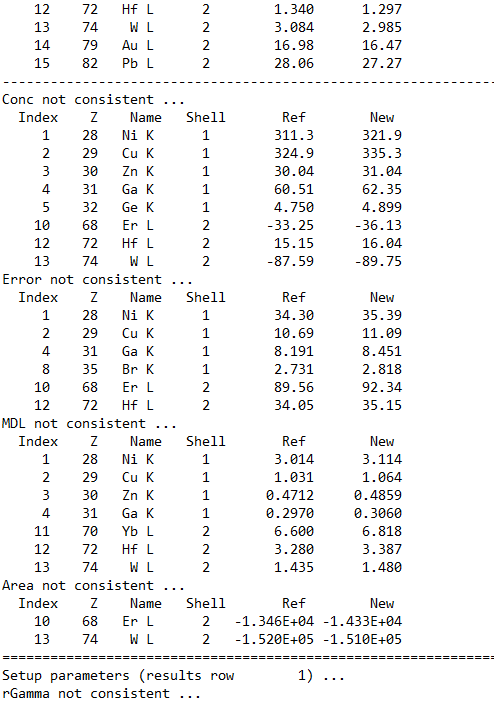 12 72 Hf L 2 1.340 1.297
13 74 W L 2 3.084 2.985
14 79 Au L 2 16.98 16.47
15 82 Pb L 2 28.06 27.27
--------------------------------------------------------------
Conc not consistent ...
Index Z Name Shell Ref New
1 28 Ni K 1 311.3 321.9
2 29 Cu K 1 324.9 335.3
3 30 Zn K 1 30.04 31.04
4 31 Ga K 1 60.51 62.35
5 32 Ge K 1 4.750 4.899
10 68 Er L 2 -33.25 -36.13
12 72 Hf L 2 15.15 16.04
13 74 W L 2 -87.59 -89.75
Error not consistent ...
Index Z Name Shell Ref New
1 28 Ni K 1 34.30 35.39
2 29 Cu K 1 10.69 11.09
4 31 Ga K 1 8.191 8.451
8 35 Br K 1 2.731 2.818
10 68 Er L 2 89.56 92.34
12 72 Hf L 2 34.05 35.15
MDL not consistent ...
Index Z Name Shell Ref New
1 28 Ni K 1 3.014 3.114
2 29 Cu K 1 1.031 1.064
3 30 Zn K 1 0.4712 0.4859
4 31 Ga K 1 0.2970 0.3060
11 70 Yb L 2 6.600 6.818
12 72 Hf L 2 3.280 3.387
13 74 W L 2 1.435 1.480
Area not consistent ...
Index Z Name Shell Ref New
10 68 Er L 2 -1.346E+04 -1.433E+04
13 74 W L 2 -1.520E+05 -1.510E+05
==============================================================
Setup parameters (results row 1) ...
rGamma not consistent ...